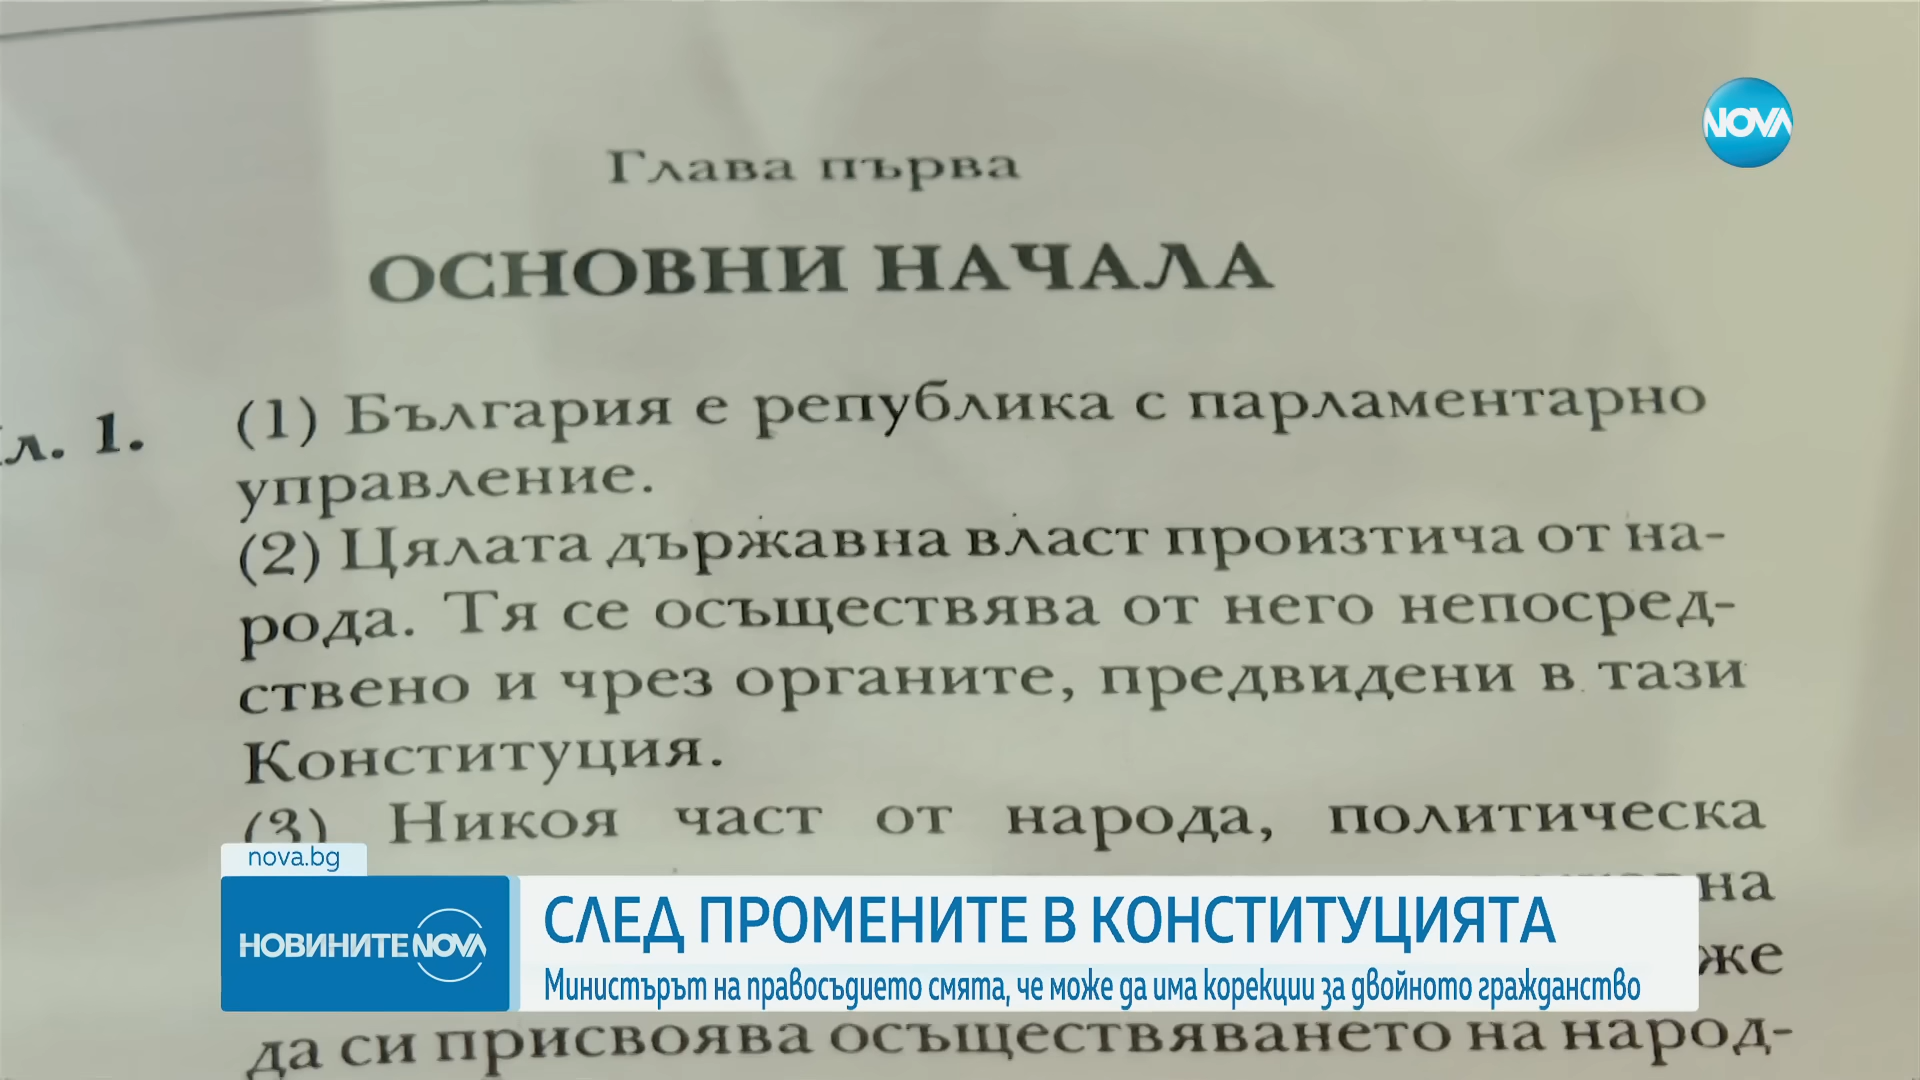 NOVA
Глава първа
ОСНОВНИ НАЧАЛА
л. 1. (1) България е република с парламентарно
управление.
(2) Цялата държавна власт произтича от на-
рода. Тя се осъществява от него непосред-
ствено и чрез органите, предвидени в тази
Конституция.
(3) Никоя част от народа, политическа
на
же
да си присвоява осъществяването на народ-
nova.bg
НОВИНИТЕ NOVA
СЛЕД ПРОМЕНИТЕ В КОНСТИТУЦИЯТА
Министърът на правосъдието смята, че може да има корекции за двойното гражданство